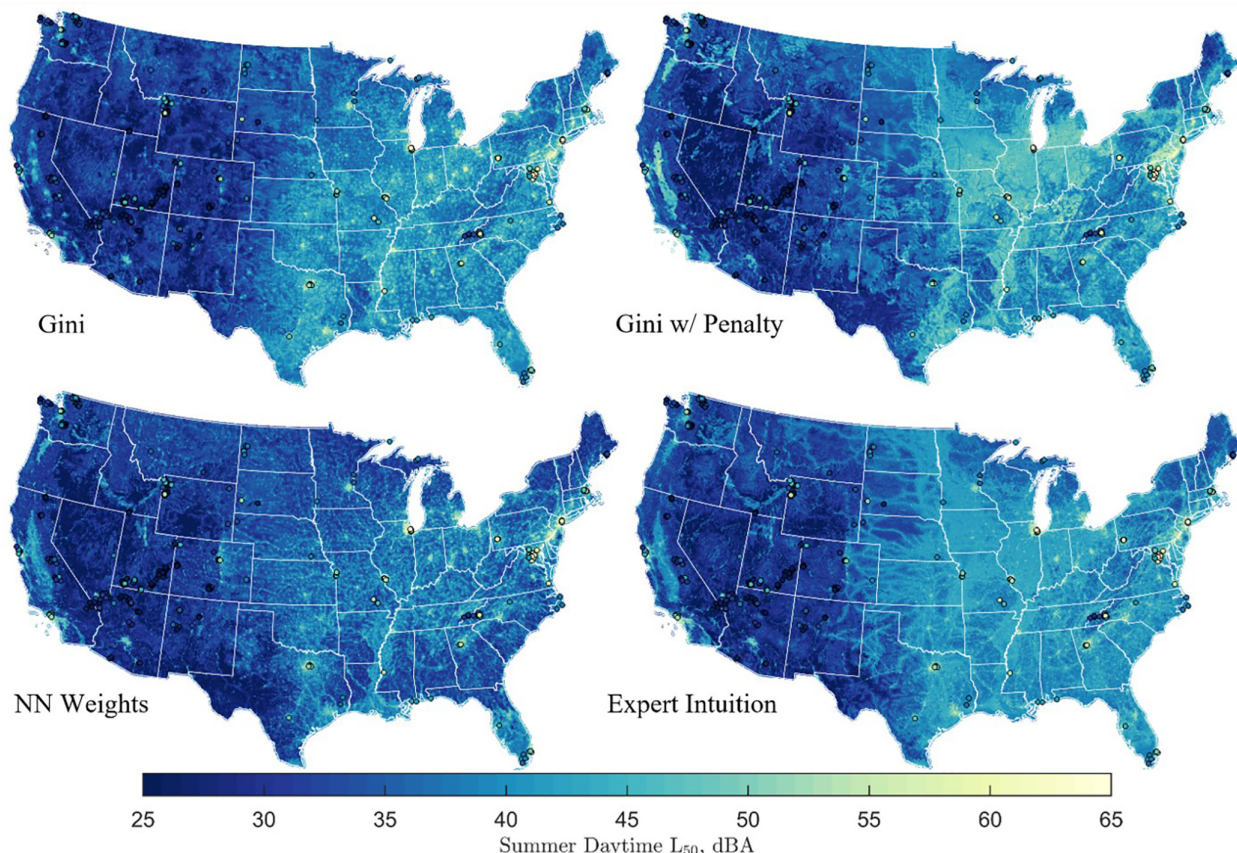 Gini
Gini w/ Penalty
NN Weights
Expert Intuition
25 30 35 40 45 50 55 60 65
Summer Daytime L₅₀, dBA